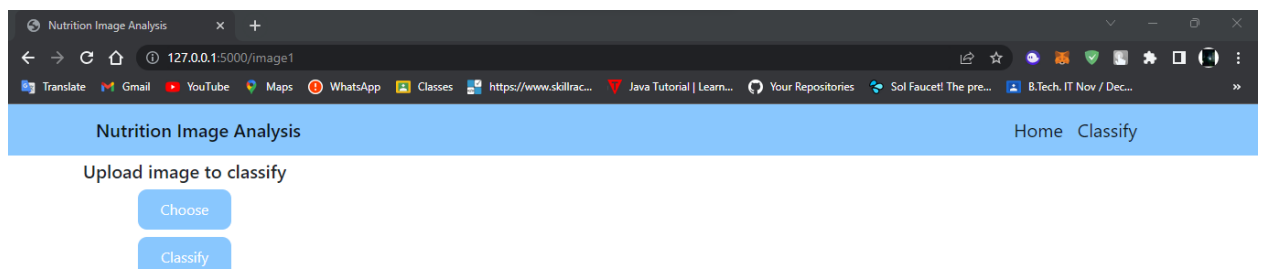 Nutrition Image Analysis
127.0.0.1:5000/image1
Translate Gmail YouTube Maps WhatsApp Classes https://www.skillrac... Java Tutorial | Learn... Your Repositories Sol Faucet! The pre... B.Tech. IT Nov / Dec...
Nutrition Image Analysis Home Classify
Upload image to classify
Choose
Classify